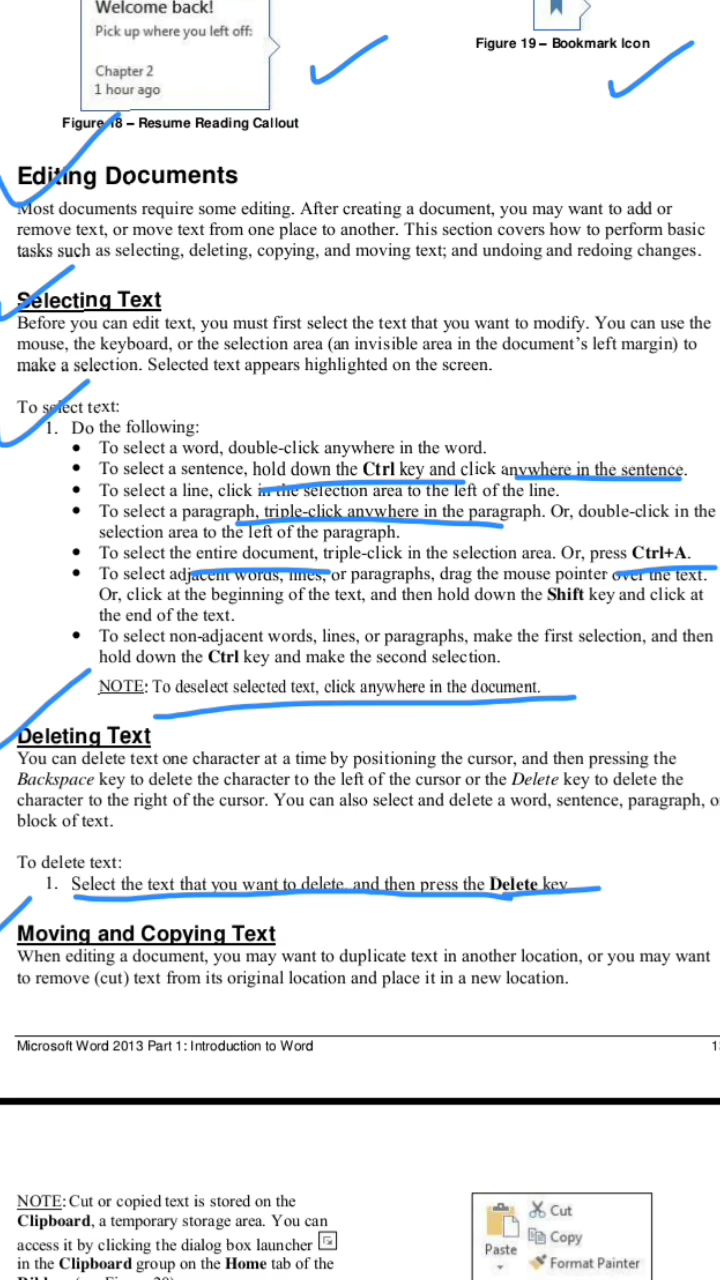 Welcome back!
Pick up where you left off:
Chapter 2
1 hour ago
Figure 19 – Bookmark Icon
Figure 18 – Resume Reading Callout
Editing Documents
Most documents require some editing. After creating a document, you may want to add or
remove text, or move text from one place to another. This section covers how to perform basic
tasks such as selecting, deleting, copying, and moving text; and undoing and redoing changes.
Selecting Text
Before you can edit text, you must first select the text that you want to modify. You can use the
mouse, the keyboard, or the selection area (an invisible area in the document's left margin) to
make a selection. Selected text appears highlighted on the screen.
To select text:
1. Do the following:
• To select a word, double-click anywhere in the word.
• To select a sentence, hold down the Ctrl key and click anywhere in the sentence.
• To select a line, click in the selection area to the left of the line.
• To select a paragraph, triple-click anywhere in the paragraph. Or, double-click in the
selection area to the left of the paragraph.
• To select the entire document, triple-click in the selection area. Or, press Ctrl+A.
• To select adjacent words, lines, or paragraphs, drag the mouse pointer over the text.
Or, click at the beginning of the text, and then hold down the Shift key and click at
the end of the text.
• To select non-adjacent words, lines, or paragraphs, make the first selection, and then
hold down the Ctrl key and make the second selection.
NOTE: To deselect selected text, click anywhere in the document.
Deleting Text
You can delete text one character at a time by positioning the cursor, and then pressing the
Backspace key to delete the character to the left of the cursor or the Delete key to delete the
character to the right of the cursor. You can also select and delete a word, sentence, paragraph,
block of text.
To delete text:
1. Select the text that you want to delete, and then press the Delete key
Moving and Copying Text
When editing a document, you may want to duplicate text in another location, or you may want
to remove (cut) text from its original location and place it in a new location.
Microsoft Word 2013 Part 1: Introduction to Word
NOTE: Cut or copied text is stored on the
Clipboard, a temporary storage area. You can
access it by clicking the dialog box launcher
in the Clipboard group on the Home tab of the
Cut
Copy
Paste
Format Painter